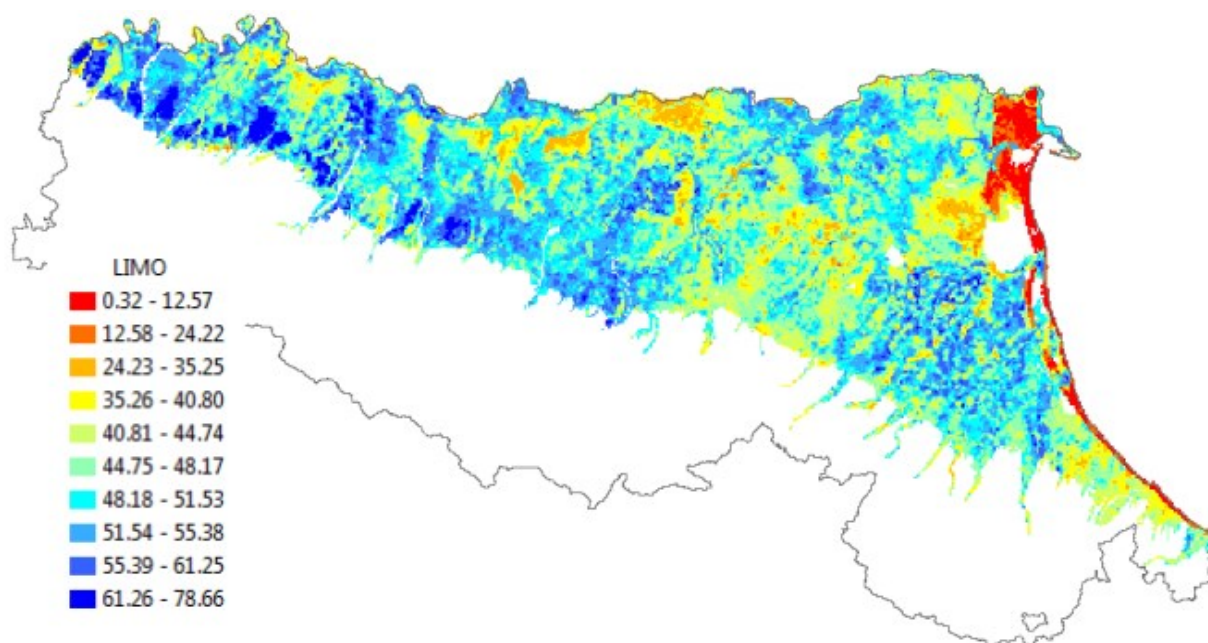 LIMO
0.32 - 12.57
12.58 - 24.22
24.23 - 35.25
35.26 - 40.80
40.81 - 44.74
44.75 - 48.17
48.18 - 51.53
51.54 - 55.38
55.39 - 61.25
61.26 - 78.66